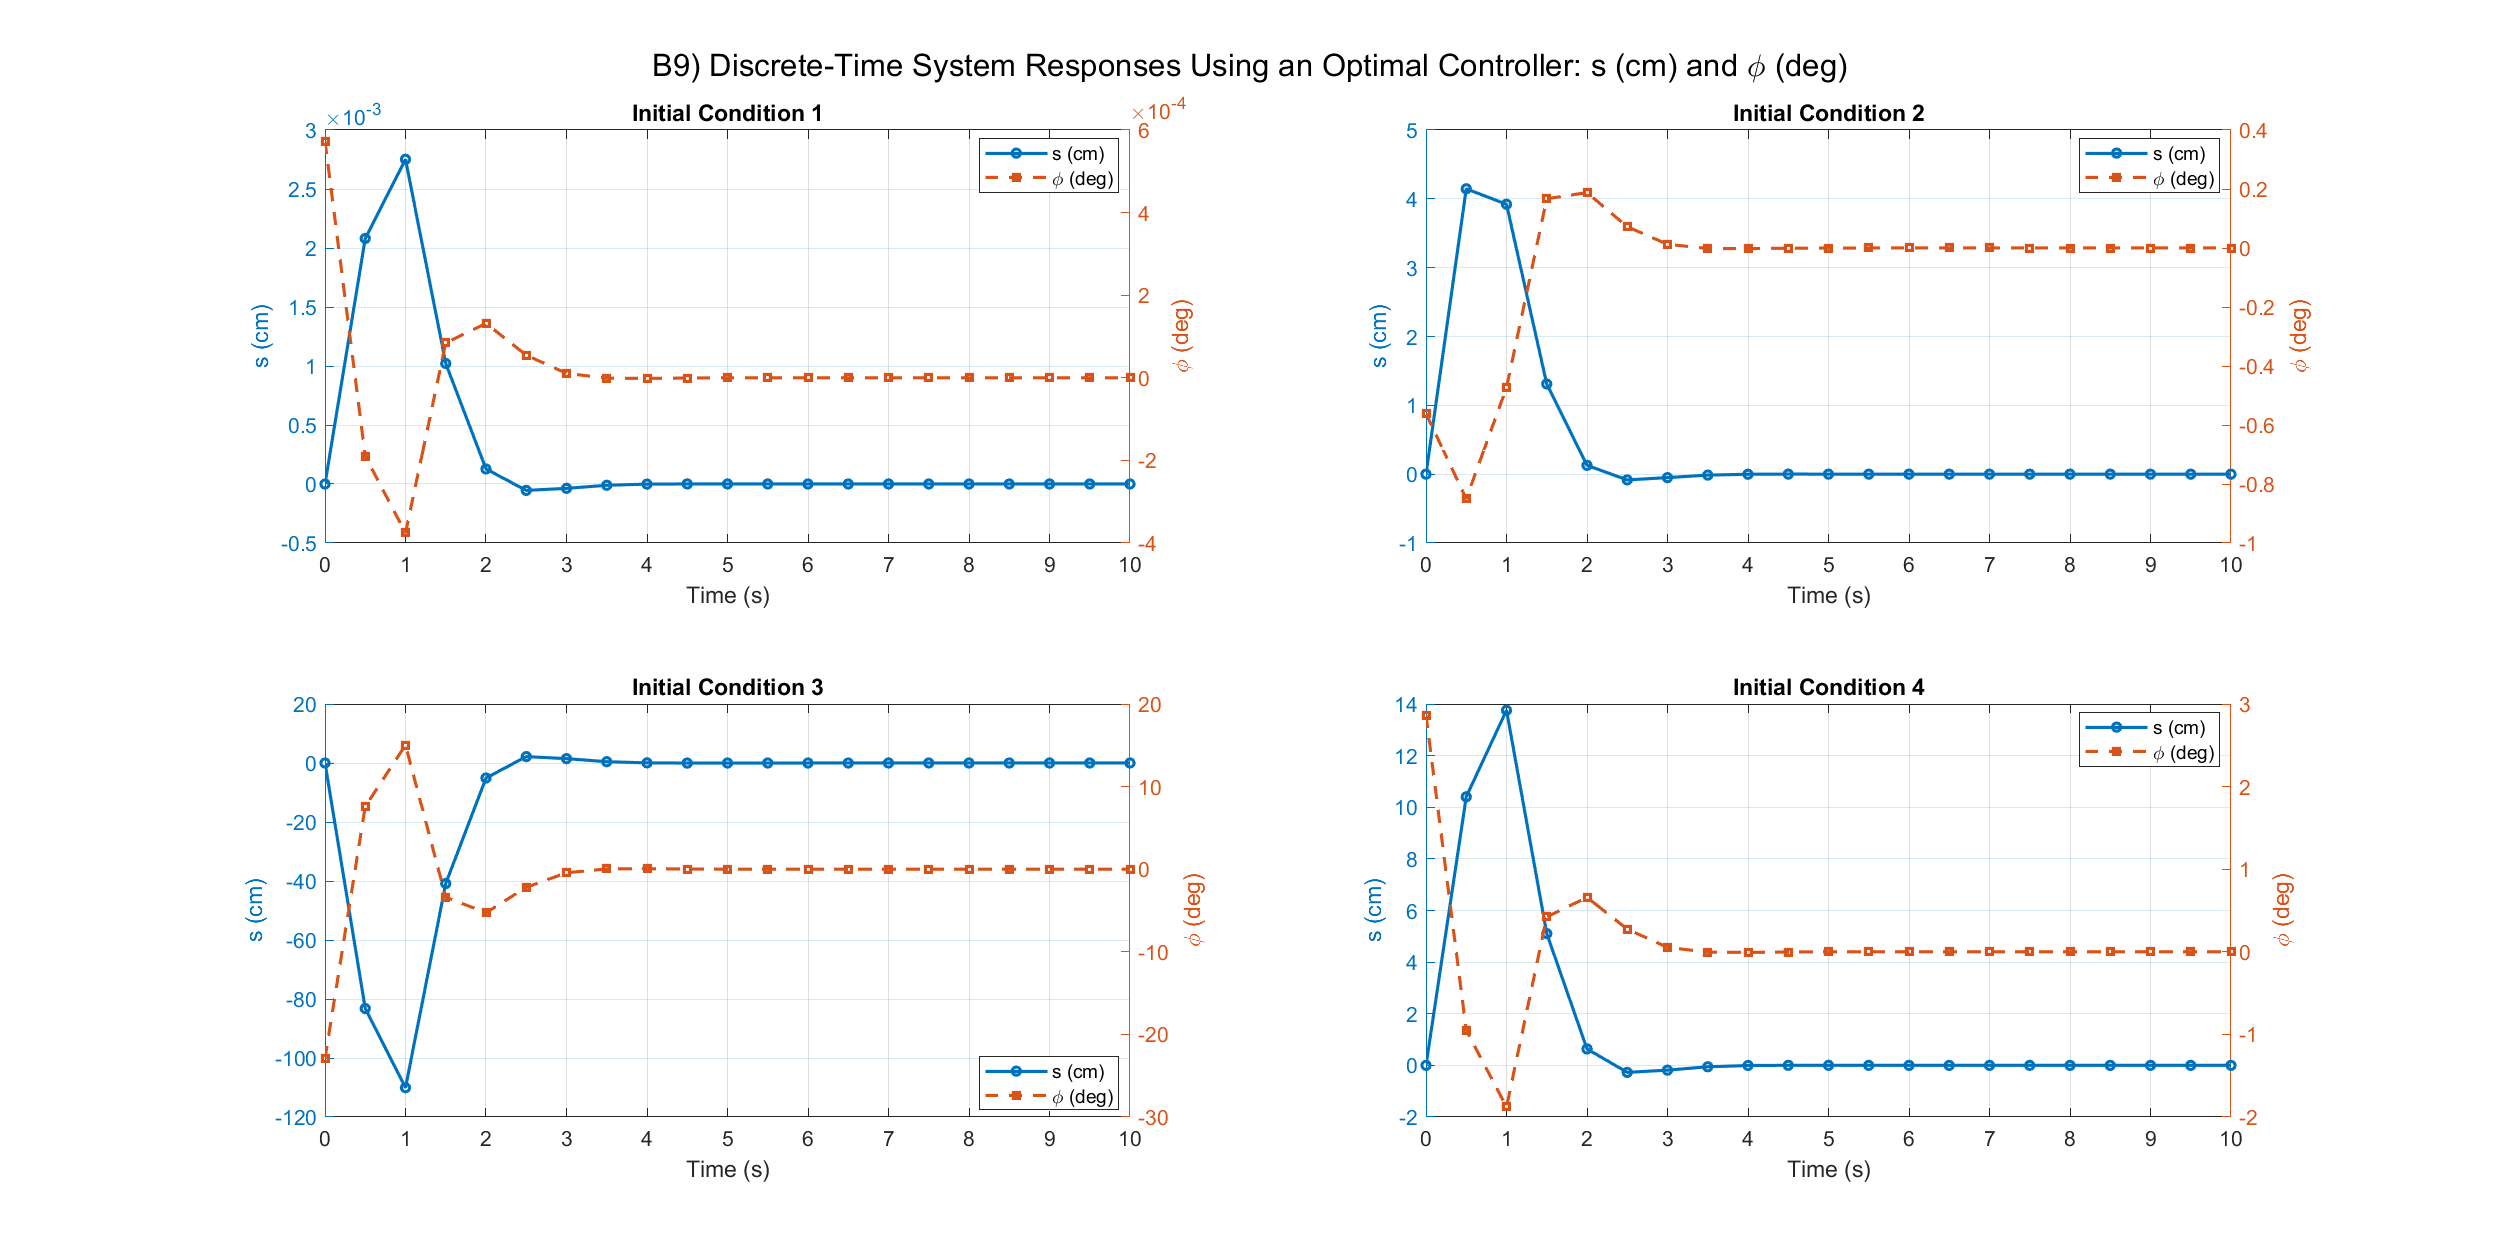 B9) Discrete-Time System Responses Using an Optimal Controller: s (cm) and ϕ (deg)
Initial Condition 1
×10⁻³
×10⁻⁴
3
2.5
2
1.5
1
0.5
0
-0.5
s (cm)
6
4
2
0
-2
-4
ϕ (deg)
s (cm)
ϕ (deg)
0 1 2 3 4 5 6 7 8 9 10
Time (s)
Initial Condition 2
5
4
3
2
1
0
-1
s (cm)
0.4
0.2
0
-0.2
-0.4
-0.6
-0.8
-1
ϕ (deg)
s (cm)
ϕ (deg)
0 1 2 3 4 5 6 7 8 9 10
Time (s)
Initial Condition 3
20
0
-20
-40
-60
-80
-100
-120
s (cm)
20
10
0
-10
-20
-30
ϕ (deg)
s (cm)
ϕ (deg)
0 1 2 3 4 5 6 7 8 9 10
Time (s)
Initial Condition 4
14
12
10
8
6
4
2
0
-2
s (cm)
3
2
1
0
-1
-2
ϕ (deg)
s (cm)
ϕ (deg)
0 1 2 3 4 5 6 7 8 9 10
Time (s)